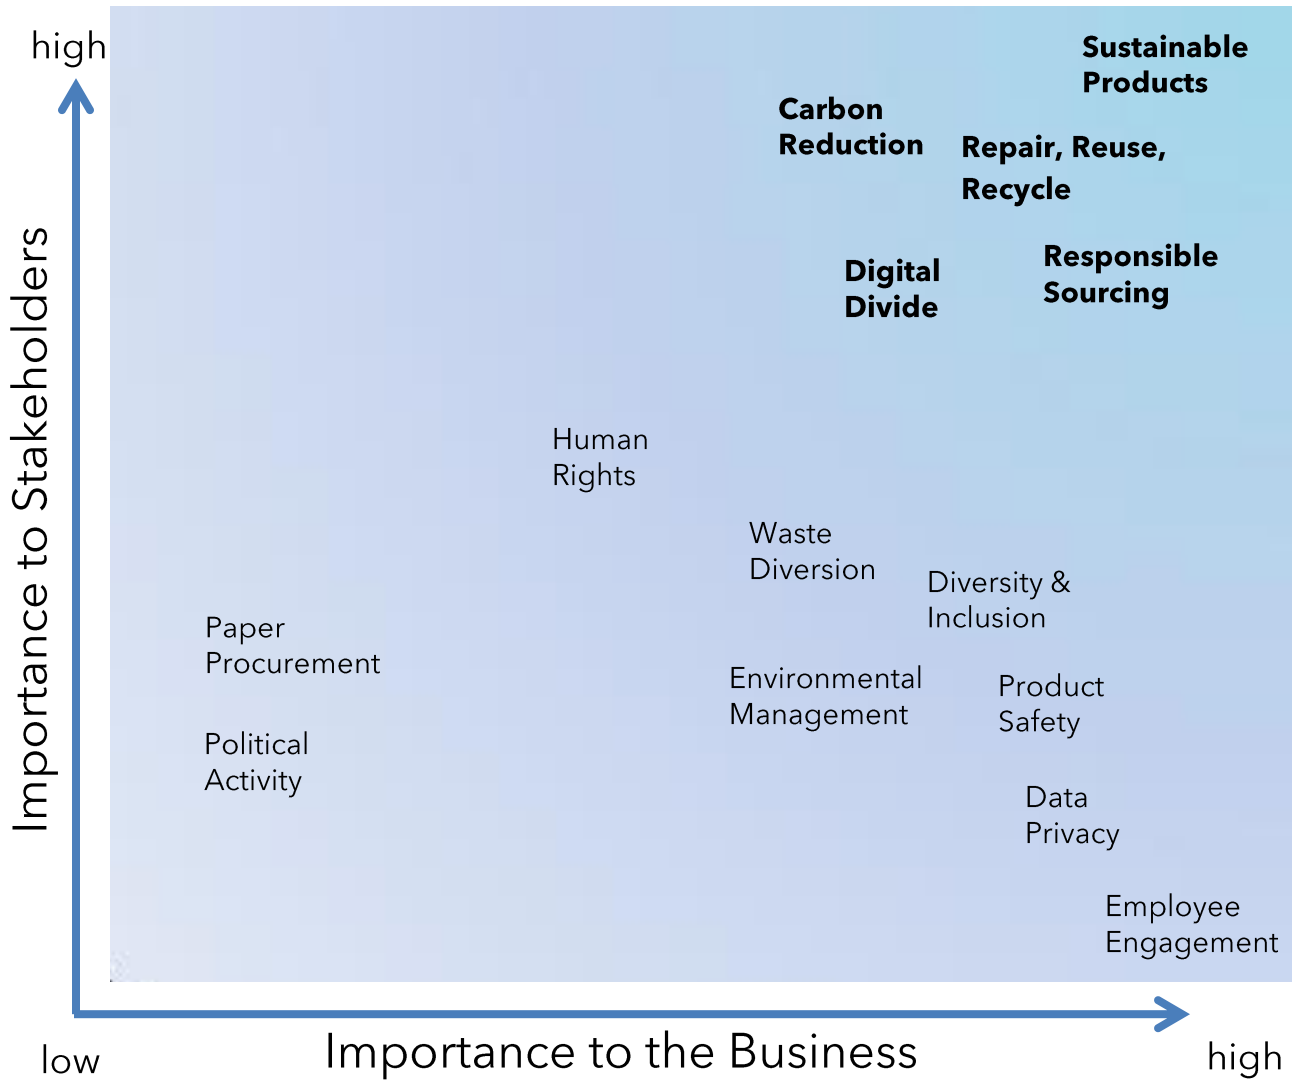 high
Sustainable
Products
Carbon
Reduction
Repair, Reuse,
Recycle
Responsible
Sourcing
Digital
Divide
Importance to Stakeholders
Human
Rights
Waste
Diversion
Diversity &
Inclusion
Paper
Procurement
Environmental
Management
Product
Safety
Political
Activity
Data
Privacy
Employee
Engagement
low
Importance to the Business
high